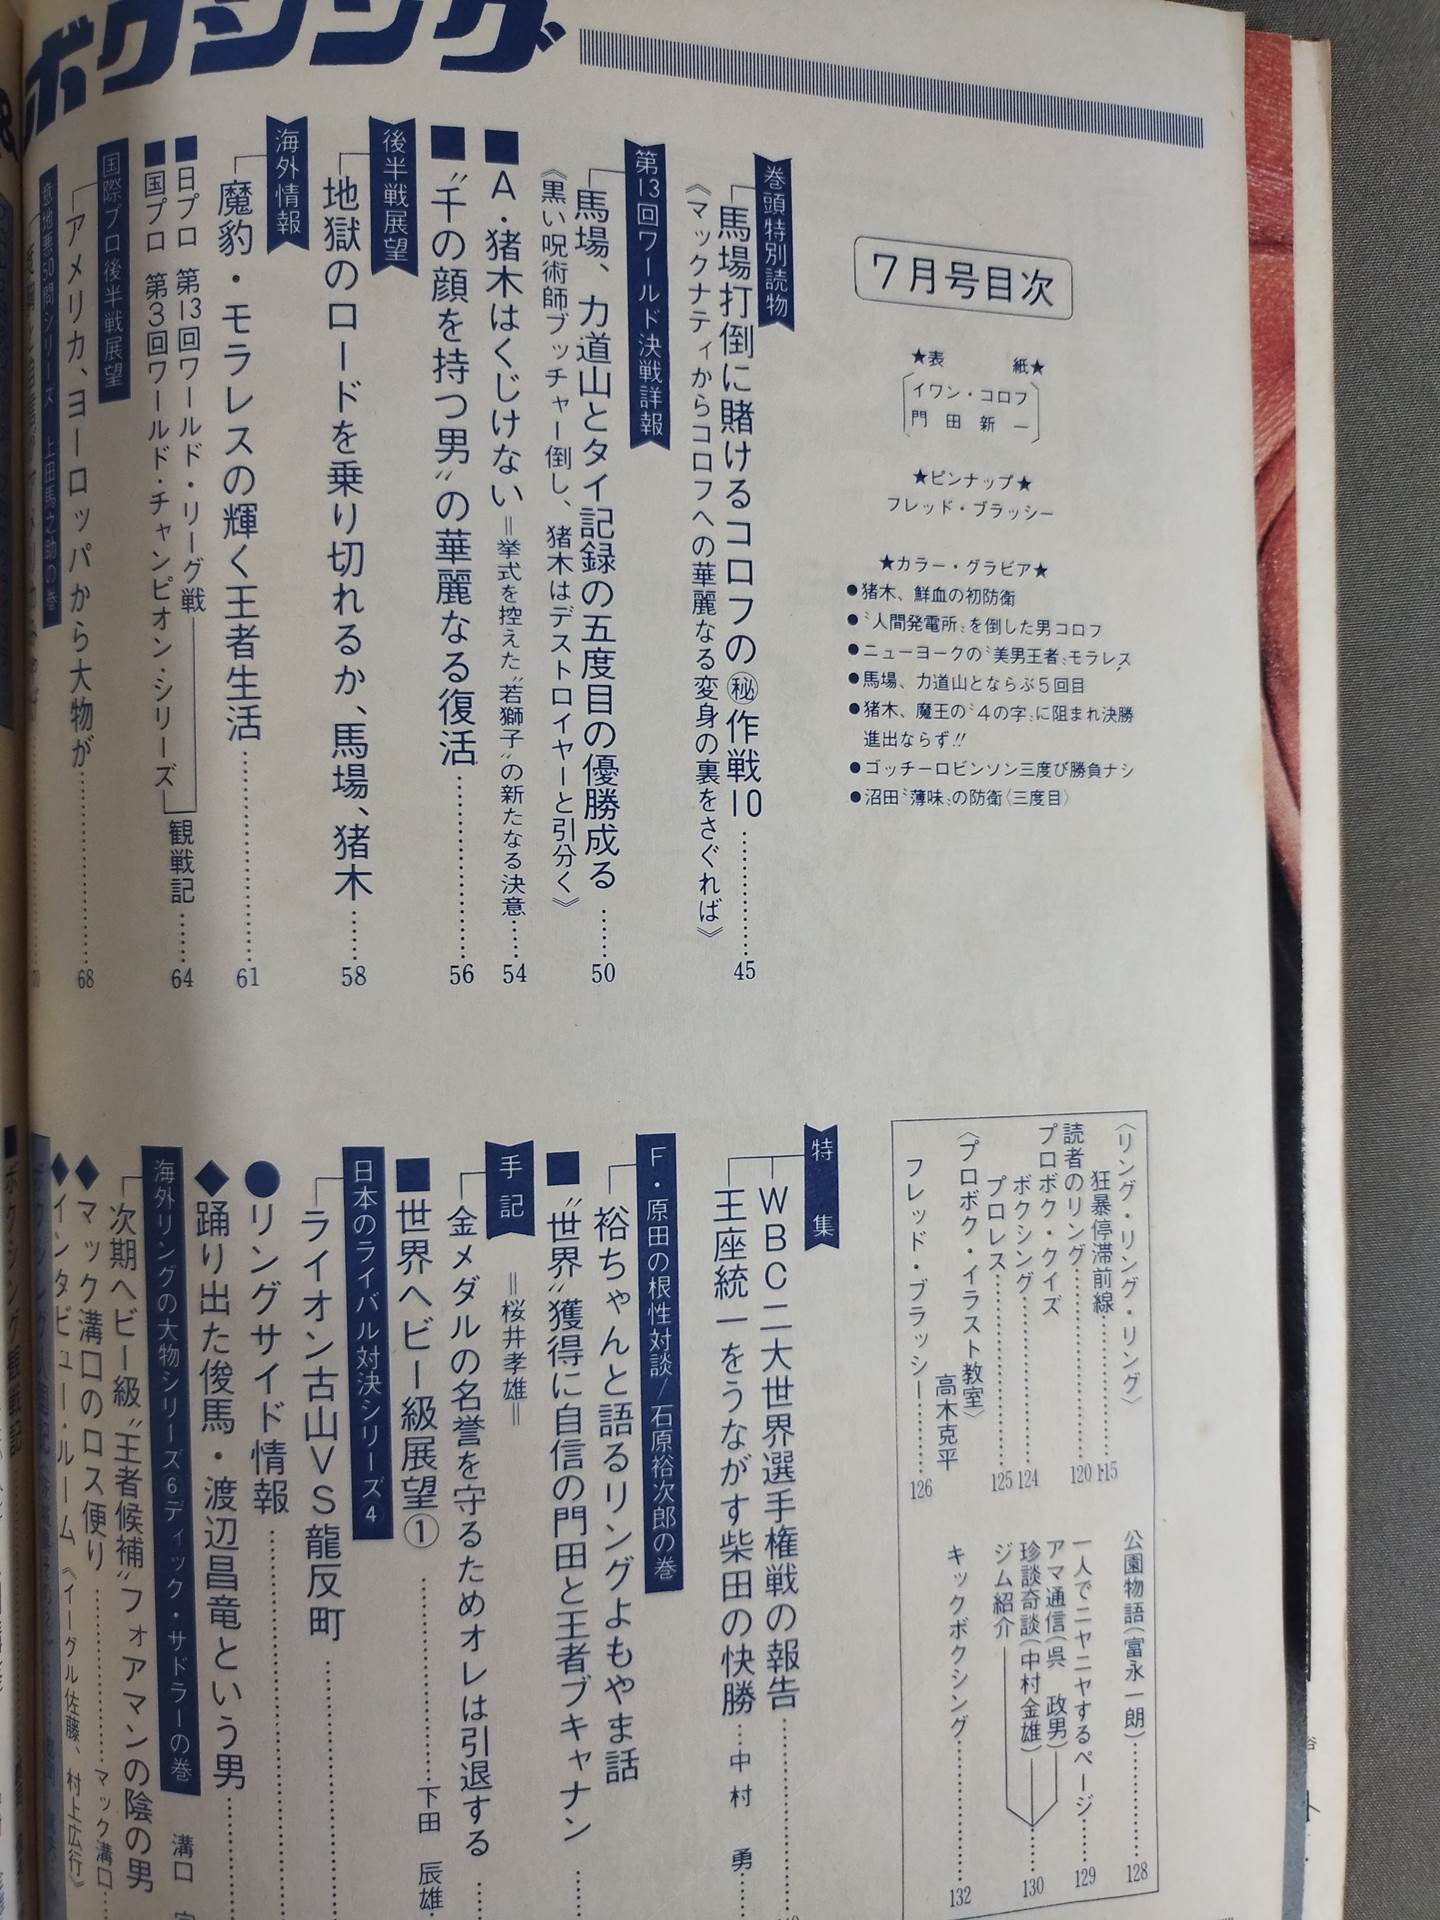 ボクシング
7月号目次
★表　紙★
イワン・コロフ
門田新一
★ピンナップ★
フレッド・ブラッシー
★カラー・グラビア★
●猪木、鮮血の初防衛
●〝人間発電所〟を倒した男コロフ
●ニューヨークの〝美男王者〟モラレス
●馬場、力道山とならぶ5回目
●猪木、魔王の〝4の字〟に阻まれ決勝
進出ならず!!
●ゴッチーロビンソン三度び勝負ナシ
●沼田〝薄味〟の防衛〈三度目〉
巻頭特別読物
馬場打倒に賭けるコロフの㊙作戦10……45
《マックナティからコロフへの華麗なる変身の裏をさぐれば》
第13回ワールド決戦詳報
馬場、力道山とタイ記録の五度目の優勝成る……50
《黒い呪術師ブッチャー倒し、猪木はデストロイヤーと引分く》
■A・猪木はくじけない＝挙式を控えた〝若獅子〟の新たなる決意……54
■〝千の顔を持つ男〟の華麗なる復活……56
後半戦展望
地獄のロードを乗り切れるか、馬場、猪木……58
海外情報
魔豹・モラレスの輝く王者生活……61
■日プロ　第13回ワールド・リーグ戦
■国プロ　第3回ワールド・チャンピオン・シリーズ
観戦記……64
国際プロ後半戦展望
アメリカ、ヨーロッパから大物が……68
意地悪50問シリーズ　上田馬之助の巻
70
〈リング・リング・リング〉
狂暴停滞前線……115
読者のリング……120
プロボク・クイズ
ボクシング……124
プロレス……125
〈プロボク・イラスト教室〉
高木克平
フレッド・ブラッシー……126
公園物語（富永一朗）……128
一人でニヤニヤするページ……129
アマ通信（呉　政男）
珍談奇談（中村金雄）
ジム紹介
130
キックボクシング……132
特集
WBC二大世界選手権戦の報告……
王座統一をうながす柴田の快勝…中村　勇…
F・原田の根性対談／石原裕次郎の巻
裕ちゃんと語るリングよもやま話
■〝世界〟獲得に自信の門田と王者ブキャナン……
手記
＝桜井孝雄＝
金メダルの名誉を守るためオレは引退する……
■世界ヘビー級展望①……下田　辰雄…
日本のライバル対決シリーズ④
ライオン古山VS龍反町……
●リングサイド情報……
◆踊り出た俊馬・渡辺昌竜という男……
海外リングの大物シリーズ⑥ディック・サドラーの巻
溝口
次期ヘビー級〝王者候補〟フォアマンの陰の男
◆マック溝口のロス便り……マック溝口…
◆インタビュー・ルーム《イーグル佐藤、村上広行》